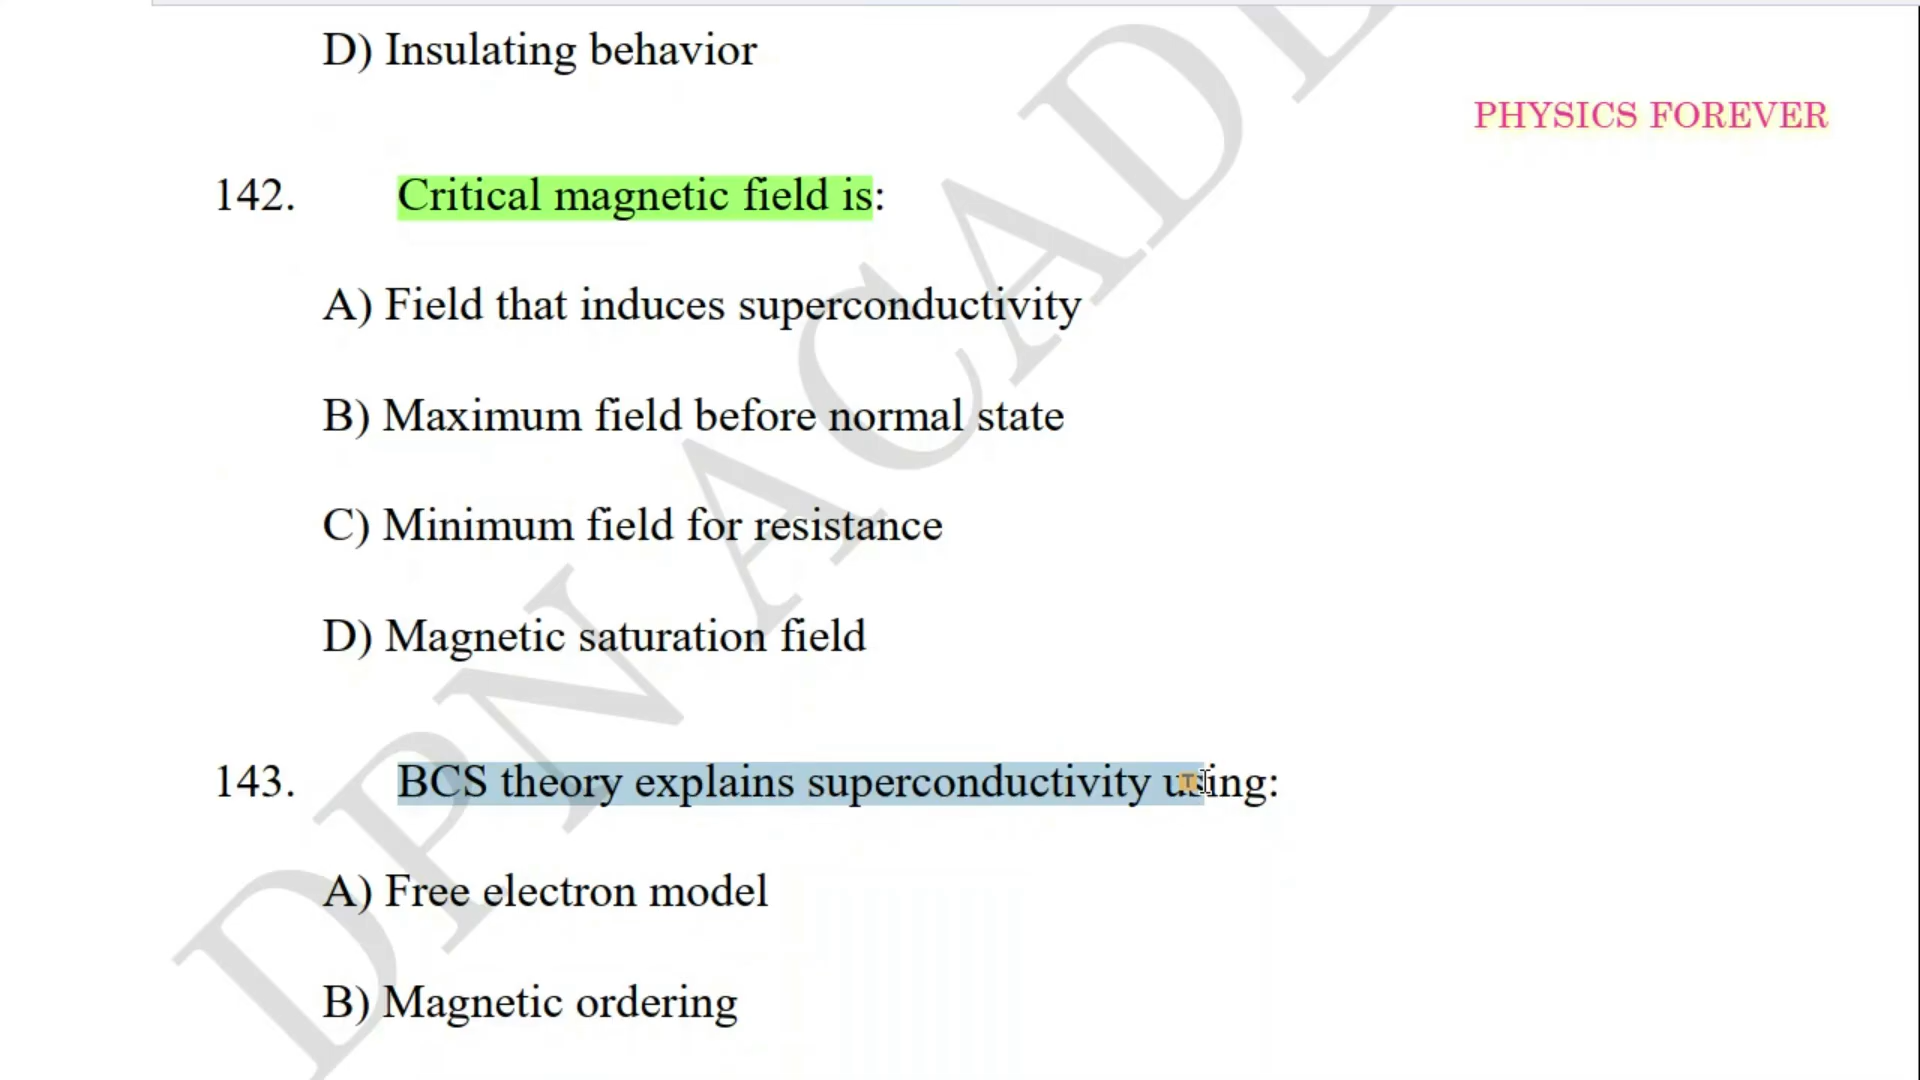 D) Insulating behavior
PHYSICS FOREVER
142. Critical magnetic field is:
A) Field that induces superconductivity
B) Maximum field before normal state
C) Minimum field for resistance
D) Magnetic saturation field
143. BCS theory explains superconductivity using:
A) Free electron model
B) Magnetic ordering
DPN ACADE